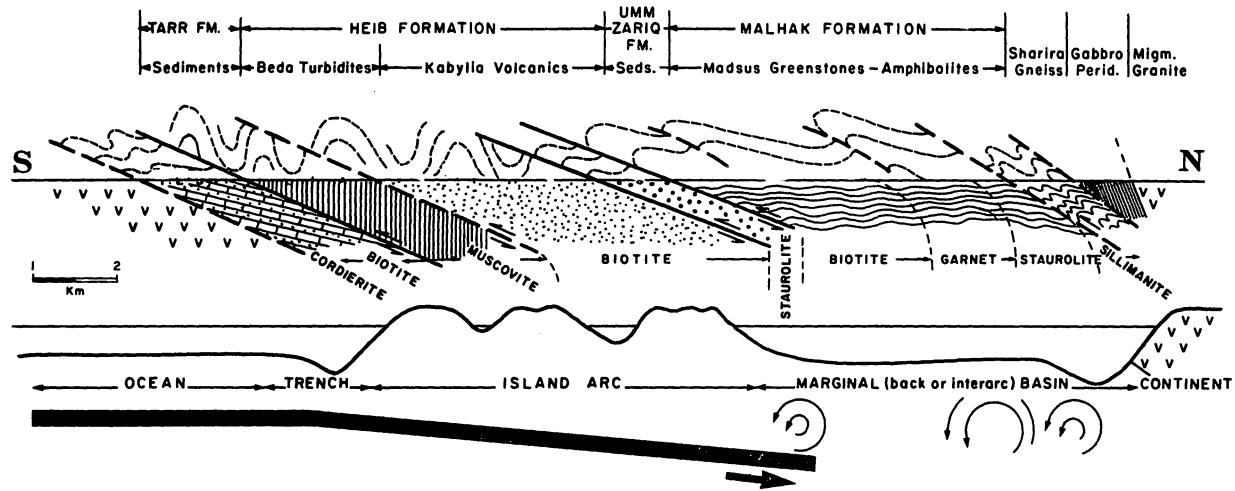 TARR FM.
HEIB FORMATION
UMM
ZARIQ
FM.
MALHAK FORMATION
Sediments
Beda Turbidites
Kabylia Volcanics
Seds.
Madsus Greenstones - Amphibolites
Sharira
Gneiss
Gabbro
Perid.
Migm.
Granite
S
N
2
Km
CORDIERITE
BIOTITE
MUSCOVITE
BIOTITE
STAUROLITE
BIOTITE
GARNET
STAUROLITE
SILLIMANITE
OCEAN
TRENCH
ISLAND ARC
MARGINAL (back or interarc) BASIN
CONTINENT